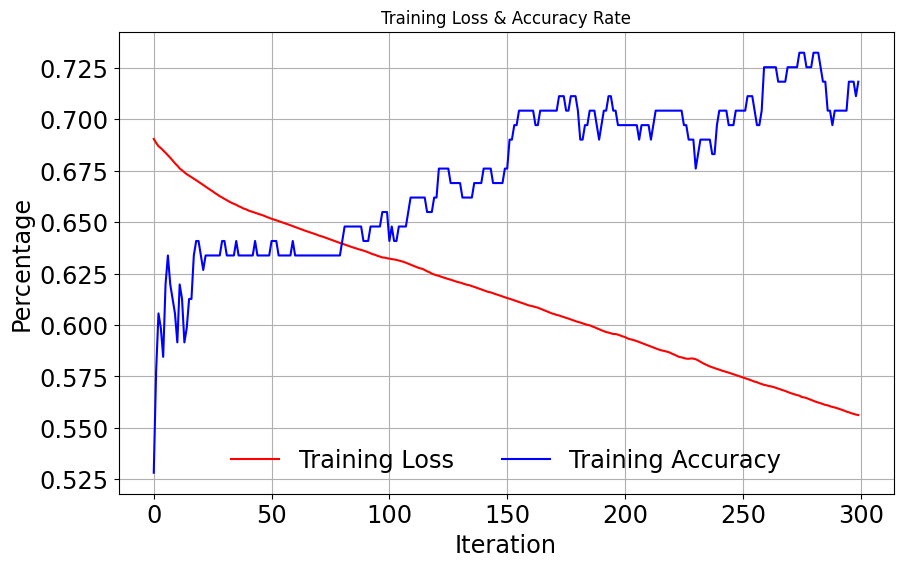 Training Loss & Accuracy Rate
0.725
0.700
0.675
0.650
0.625
0.600
0.575
0.550
0.525
Percentage
Training Loss
Training Accuracy
0 50 100 150 200 250 300
Iteration